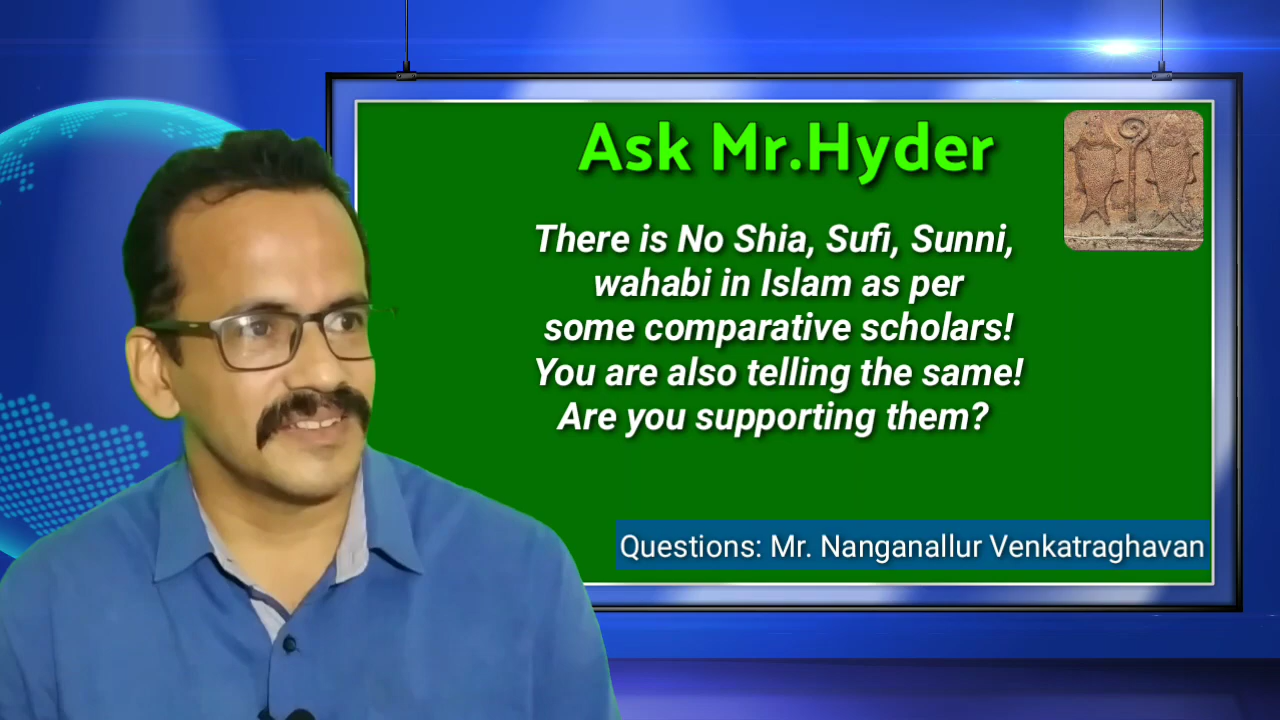 Ask Mr.Hyder
There is No Shia, Sufi, Sunni,
wahabi in Islam as per
some comparative scholars!
You are also telling the same!
Are you supporting them?
Questions: Mr. Nanganallur Venkatraghavan